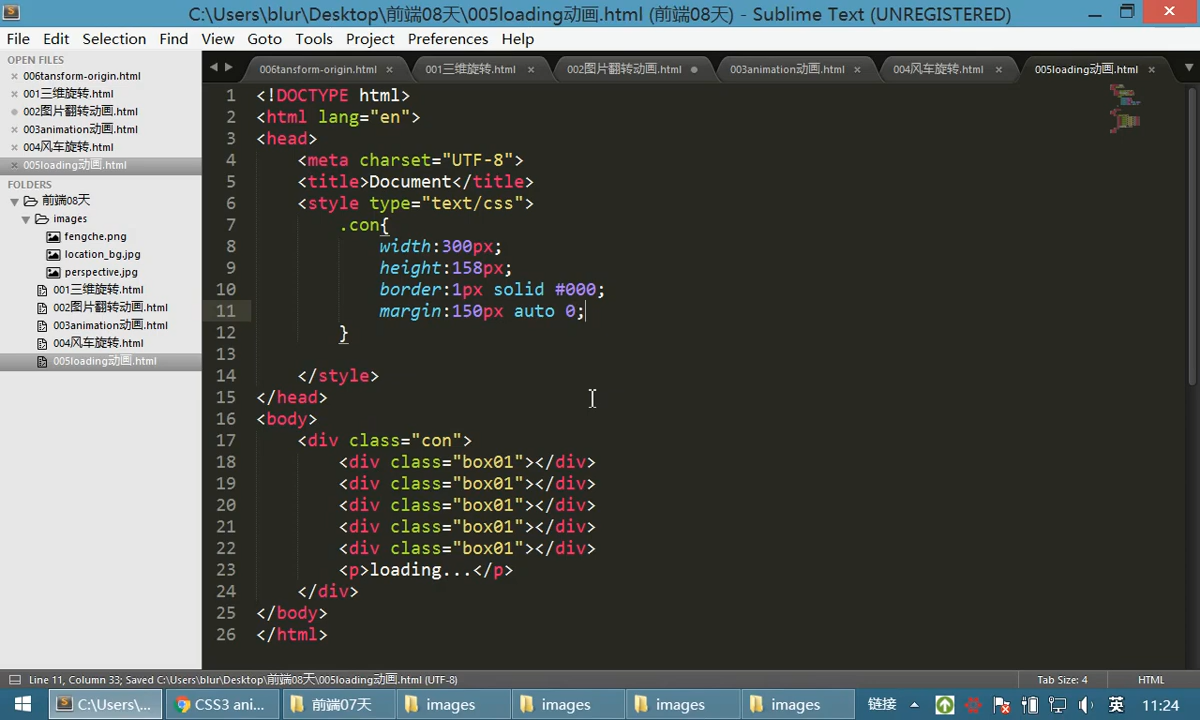 C:\Users\blur\Desktop\前端08天\005loading动画.html (前端08天) - Sublime Text (UNREGISTERED)
File Edit Selection Find View Goto Tools Project Preferences Help
OPEN FILES
006tansform-origin.html
001三维旋转.html
002图片翻转动画.html
003animation动画.html
004风车旋转.html
005loading动画.html
FOLDERS
前端08天
images
fengche.png
location_bg.jpg
perspective.jpg
001三维旋转.html
002图片翻转动画.html
003animation动画.html
004风车旋转.html
005loading动画.html
006tansform-origin.html 001三维旋转.html 002图片翻转动画.html 003animation动画.html 004风车旋转.html 005loading动画.html
1 <!DOCTYPE html>
2 <html lang="en">
3 <head>
4 <meta charset="UTF-8">
5 <title>Document</title>
6 <style type="text/css">
7 .con{
8 width:300px;
9 height:158px;
10 border:1px solid #000;
11 margin:150px auto 0;
12 }
13
14 </style>
15 </head>
16 <body>
17 <div class="con">
18 <div class="box01"></div>
19 <div class="box01"></div>
20 <div class="box01"></div>
21 <div class="box01"></div>
22 <div class="box01"></div>
23 <p>loading...</p>
24 </div>
25 </body>
26 </html>
Line 11, Column 33; Saved C:\Users\blur\Desktop\前端08天\005loading动画.html (UTF-8) Tab Size: 4 HTML
C:\Users\... CSS3 ani... 前端07天 images images images images 链接 英 11:24